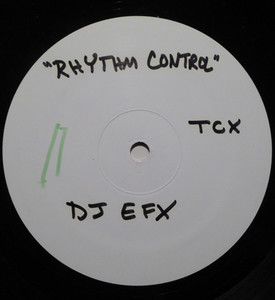 "RHYTHM CONTROL"
TCX
DJ EFX